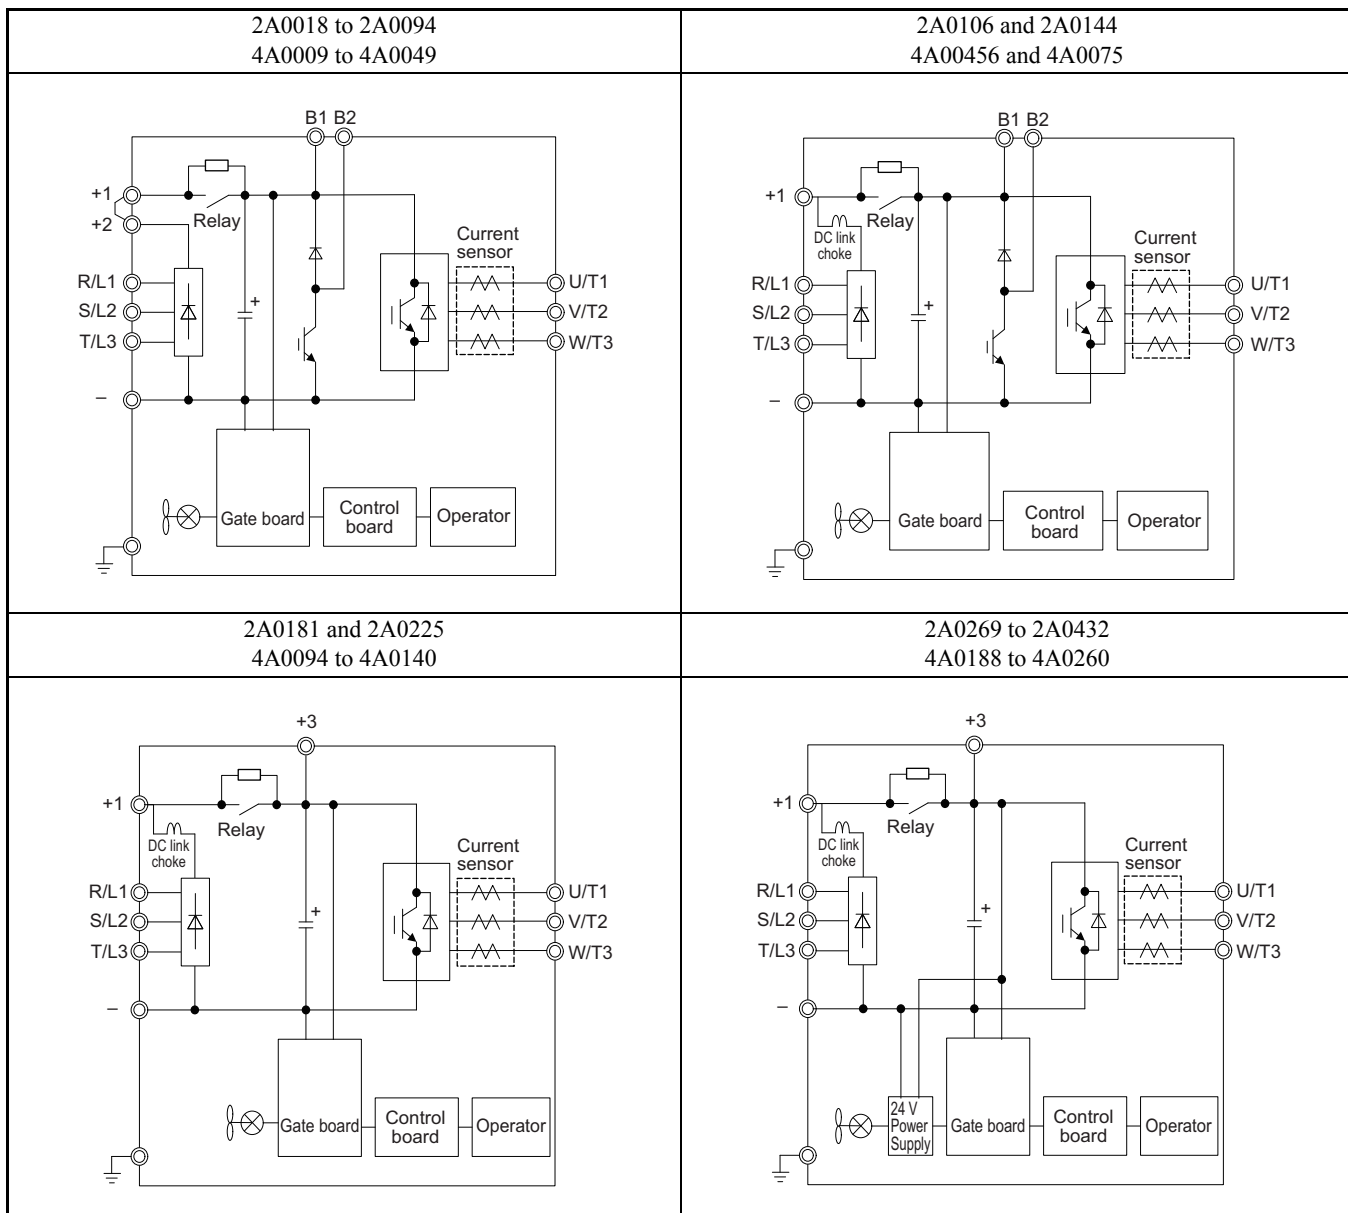 2A0018 to 2A0094
4A0009 to 4A0049
2A0106 and 2A0144
4A00456 and 4A0075
B1 B2
+1
Relay
+2
Current
sensor
R/L1
S/L2
T/L3
+
U/T1
V/T2
W/T3
–
Gate board
Control
board
Operator
B1 B2
+1
Relay
DC link
choke
Current
sensor
R/L1
S/L2
T/L3
+
U/T1
V/T2
W/T3
–
Gate board
Control
board
Operator
2A0181 and 2A0225
4A0094 to 4A0140
2A0269 to 2A0432
4A0188 to 4A0260
+3
+1
Relay
DC link
choke
Current
sensor
R/L1
S/L2
T/L3
+
U/T1
V/T2
W/T3
–
Gate board
Control
board
Operator
+3
+1
Relay
DC link
choke
Current
sensor
R/L1
S/L2
T/L3
+
U/T1
V/T2
W/T3
–
24 V
Power
Supply
Gate board
Control
board
Operator